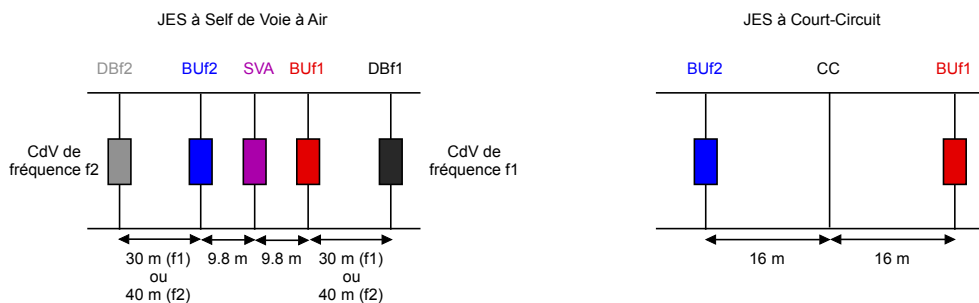 JES à Self de Voie à Air
JES à Court-Circuit
DBf2 BUf2 SVA BUf1 DBf1
BUf2 CC BUf1
CdV de
fréquence f2
CdV de
fréquence f1
30 m (f1)
ou
40 m (f2)
9.8 m
9.8 m
30 m (f1)
ou
40 m (f2)
16 m
16 m